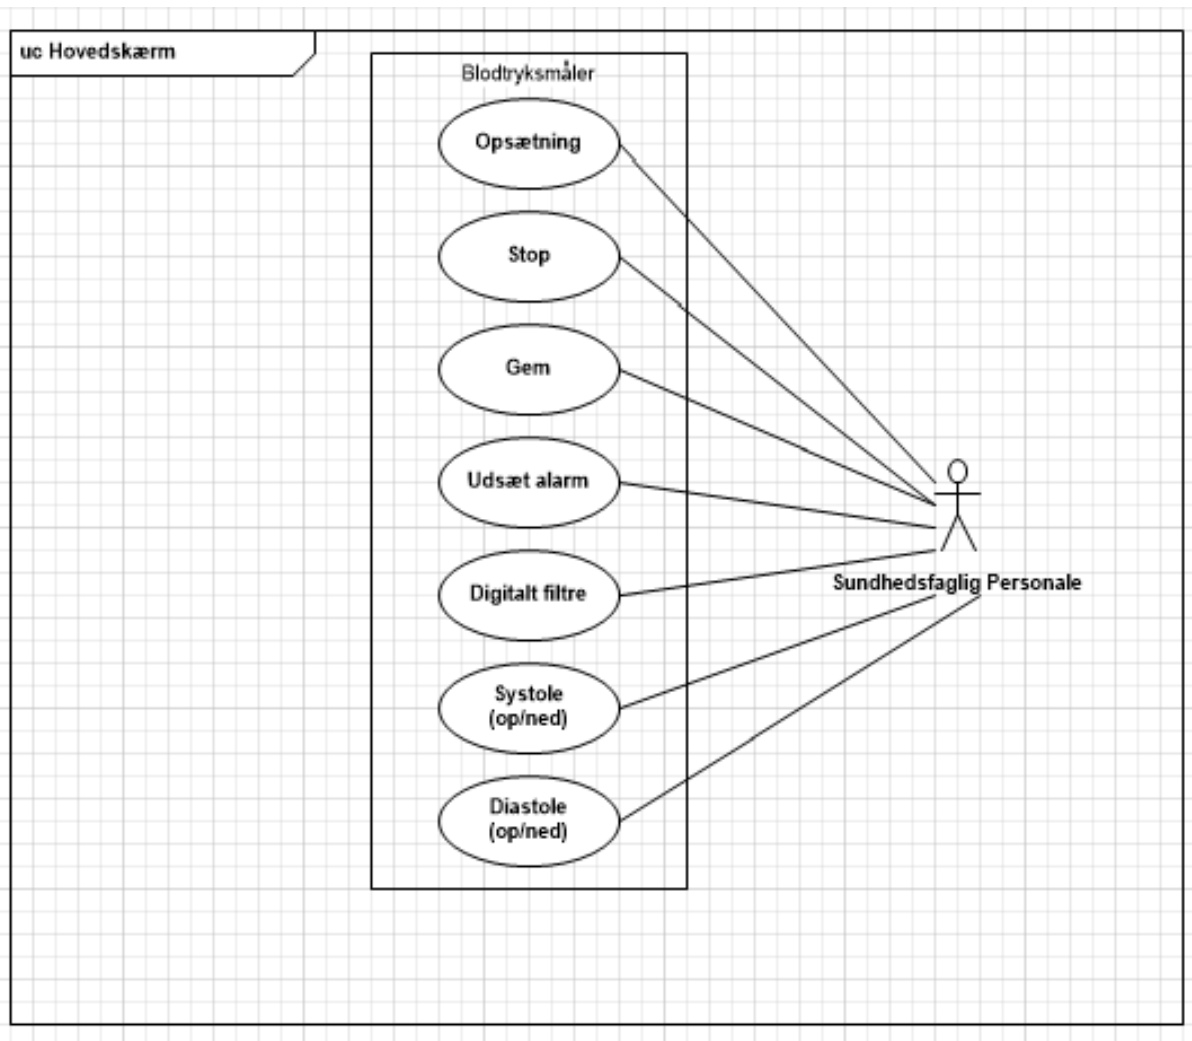 uc Hovedskærm
Blodtryksmåler
Opsætning
Stop
Gem
Udsæt alarm
Digitalt filtre
Sundhedsfaglig Personale
Systole
(op/ned)
Diastole
(op/ned)